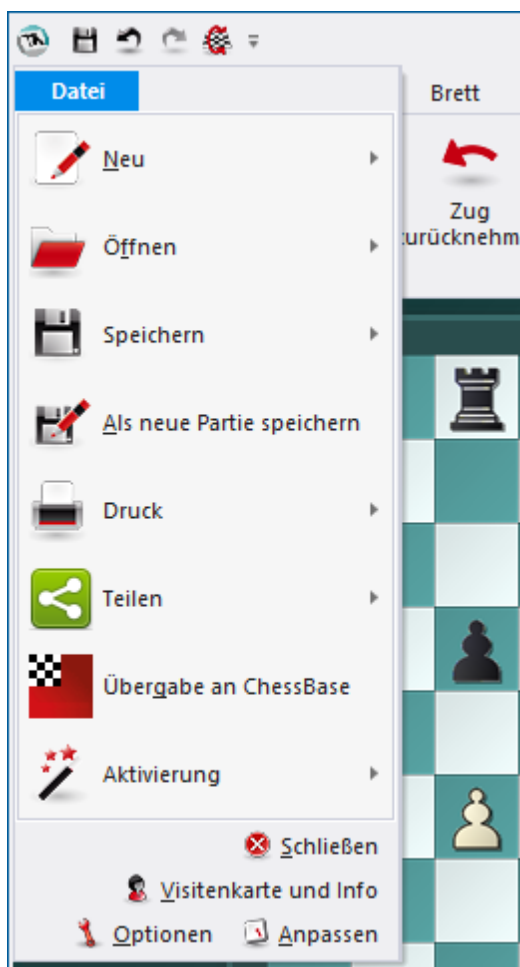 Datei
Brett
Neu
Zug
Öffnen
urücknehm
Speichern
Als neue Partie speichern
Druck
Teilen
Übergabe an ChessBase
Aktivierung
Schließen
Visitenkarte und Info
Optionen Anpassen